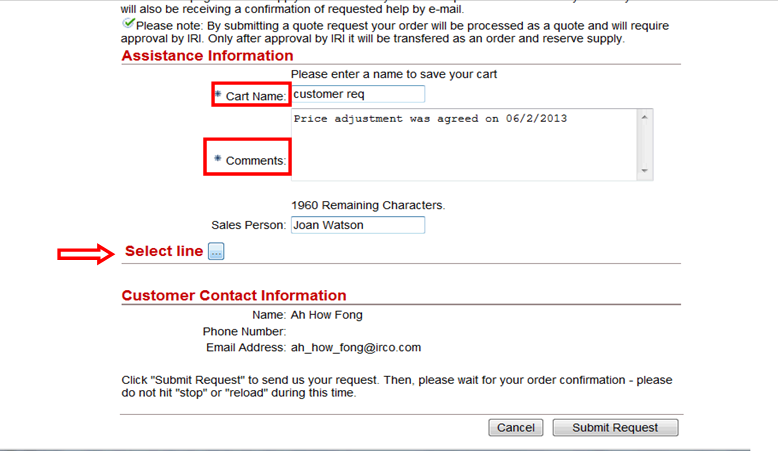 will also be receiving a confirmation of requested help by e-mail.
Please note: By submitting a quote request your order will be processed as a quote and will require
approval by IRI. Only after approval by IRI it will be transfered as an order and reserve supply.
Assistance Information
Please enter a name to save your cart
* Cart Name: customer req
Price adjustment was agreed on 06/2/2013
* Comments:
1960 Remaining Characters.
Sales Person: Joan Watson
Select line ...
Customer Contact Information
Name: Ah How Fong
Phone Number:
Email Address: ah_how_fong@irco.com
Click "Submit Request" to send us your request. Then, please wait for your order confirmation - please
do not hit "stop" or "reload" during this time.
Cancel Submit Request